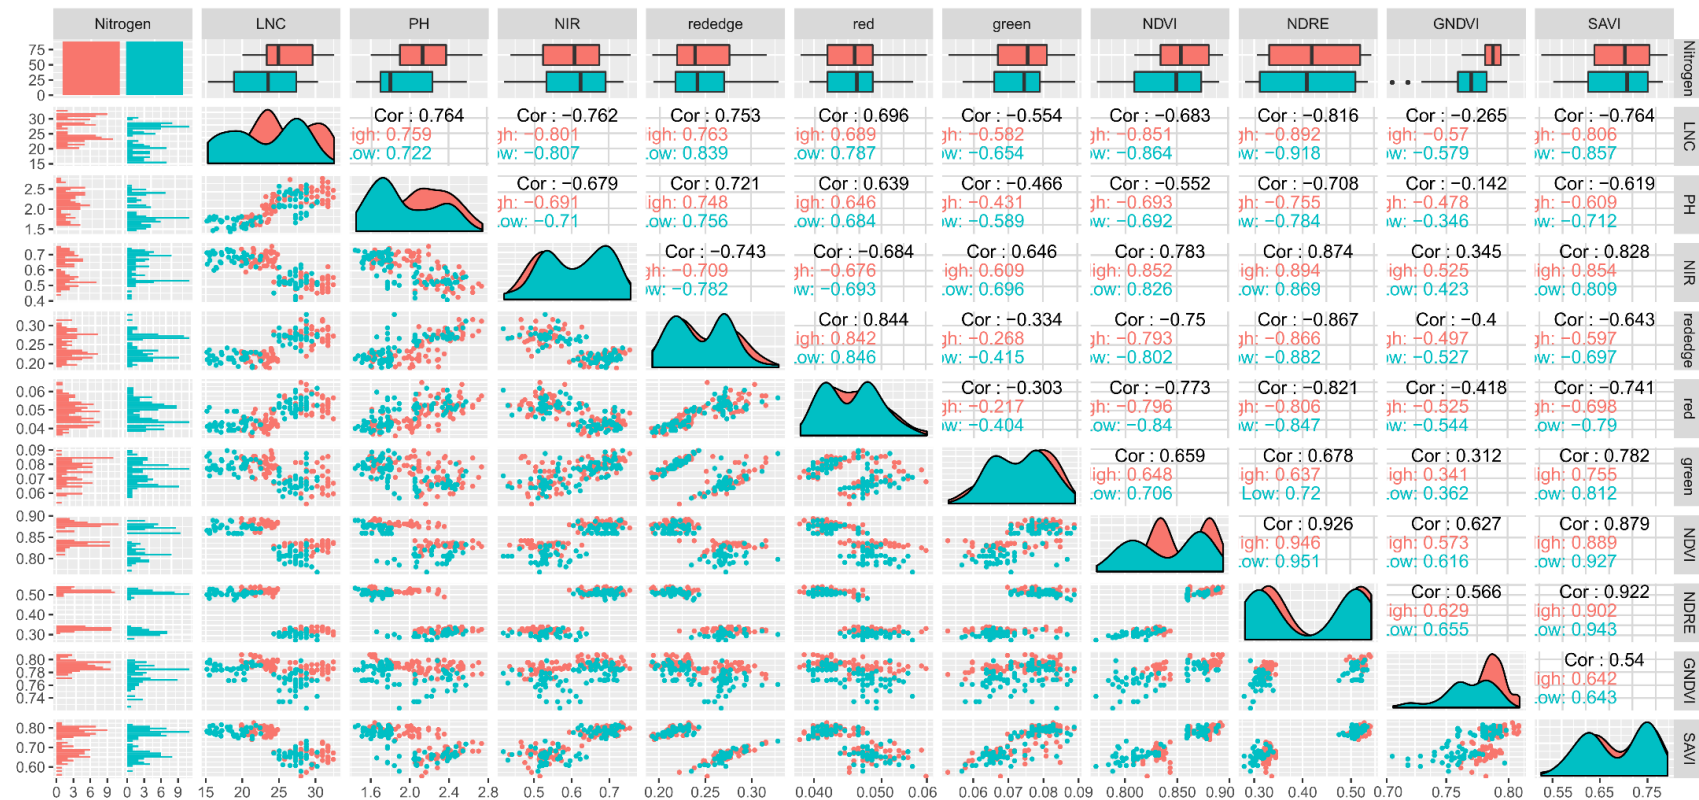 Nitrogen LNC PH NIR rededge red green NDVI NDRE GNDVI SAVI
75
50
25
0
Nitrogen
30
25
20
15
Cor : 0.764 Cor : −0.762 Cor : 0.753 Cor : 0.696 Cor : −0.554 Cor : −0.683 Cor : −0.816 Cor : −0.265 Cor : −0.764
igh: 0.759 gh: −0.801 igh: 0.763 igh: 0.689 gh: −0.582 gh: −0.851 gh: −0.892 igh: −0.57 gh: −0.806
.ow: 0.722 ow: −0.807 .ow: 0.839 .ow: 0.787 ow: −0.654 ow: −0.864 ow: −0.918 ow: −0.579 ow: −0.857
LNC
2.5
2.0
1.5
Cor : −0.679 Cor : 0.721 Cor : 0.639 Cor : −0.466 Cor : −0.552 Cor : −0.708 Cor : −0.142 Cor : −0.619
gh: −0.691 igh: 0.748 igh: 0.646 gh: −0.431 gh: −0.693 gh: −0.755 gh: −0.478 gh: −0.609
ow: −0.71 .ow: 0.756 .ow: 0.684 ow: −0.589 ow: −0.692 ow: −0.784 ow: −0.346 ow: −0.712
PH
0.7
0.6
0.5
0.4
Cor : −0.743 Cor : −0.684 Cor : 0.646 Cor : 0.783 Cor : 0.874 Cor : 0.345 Cor : 0.828
gh: −0.709 gh: −0.676 igh: 0.609 igh: 0.852 igh: 0.894 igh: 0.525 igh: 0.854
ow: −0.782 ow: −0.693 .ow: 0.696 .ow: 0.826 .ow: 0.869 .ow: 0.423 .ow: 0.809
NIR
0.30
0.25
0.20
Cor : 0.844 Cor : −0.334 Cor : −0.75 Cor : −0.867 Cor : −0.4 Cor : −0.643
igh: 0.842 gh: −0.268 gh: −0.793 gh: −0.866 gh: −0.497 gh: −0.597
.ow: 0.846 ow: −0.415 ow: −0.802 ow: −0.882 ow: −0.527 ow: −0.697
rededge
0.06
0.05
0.04
Cor : −0.303 Cor : −0.773 Cor : −0.821 Cor : −0.418 Cor : −0.741
gh: −0.217 gh: −0.796 gh: −0.806 gh: −0.525 gh: −0.698
ow: −0.404 ow: −0.84 ow: −0.847 ow: −0.544 ow: −0.79
red
0.09
0.08
0.07
0.06
Cor : 0.659 Cor : 0.678 Cor : 0.312 Cor : 0.782
igh: 0.648 igh: 0.637 igh: 0.341 igh: 0.755
.ow: 0.706 Low: 0.72 .ow: 0.362 .ow: 0.812
green
0.90
0.85
0.80
Cor : 0.926 Cor : 0.627 Cor : 0.879
igh: 0.946 igh: 0.573 igh: 0.889
.ow: 0.951 .ow: 0.616 .ow: 0.927
NDVI
0.50
0.40
0.30
Cor : 0.566 Cor : 0.922
igh: 0.629 igh: 0.902
.ow: 0.655 .ow: 0.943
NDRE
0.80
0.78
0.76
0.74
Cor : 0.54
igh: 0.642
.ow: 0.643
GNDVI
0.80
0.70
0.60
SAVI
0 3 6 9 0 3 6 9 15 20 25 30 1.6 2.0 2.4 2.8 0.5 0.6 0.7 0.20 0.25 0.30 0.040 0.050 0.06 0.06 0.07 0.08 0.09 0.800 0.850 0.90 0.30 0.40 0.50 0.70 0.75 0.80 0.55 0.65 0.75